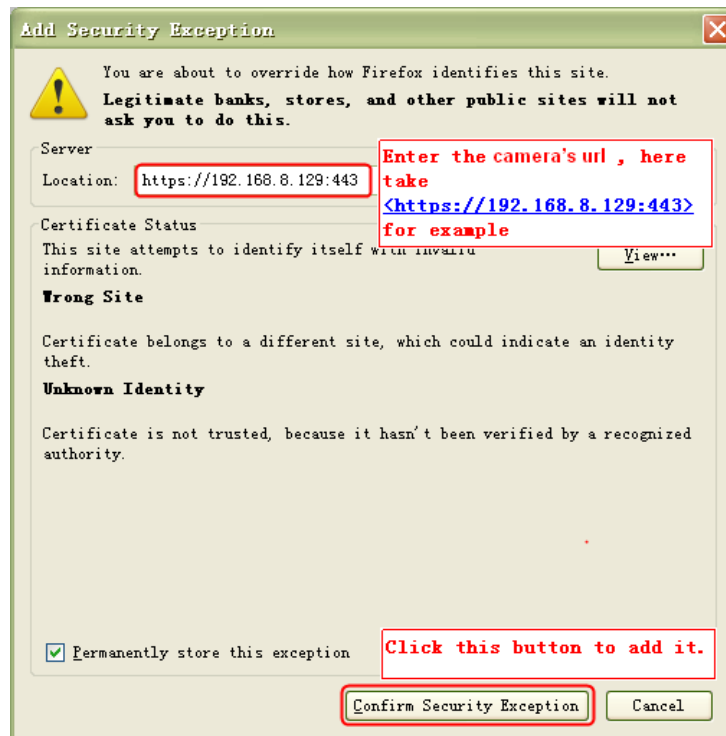 Add Security Exception
You are about to override how Firefox identifies this site.
Legitimate banks, stores, and other public sites will not
ask you to do this.
Server
Location: https://192.168.8.129:443
Enter the camera's url , here
take
<https://192.168.8.129:443>
for example
Certificate Status
This site attempts to identify itself with invalid
information.
View...
Wrong Site
Certificate belongs to a different site, which could indicate an identity
theft.
Unknown Identity
Certificate is not trusted, because it hasn't been verified by a recognized
authority.
Permanently store this exception
Click this button to add it.
Confirm Security Exception
Cancel